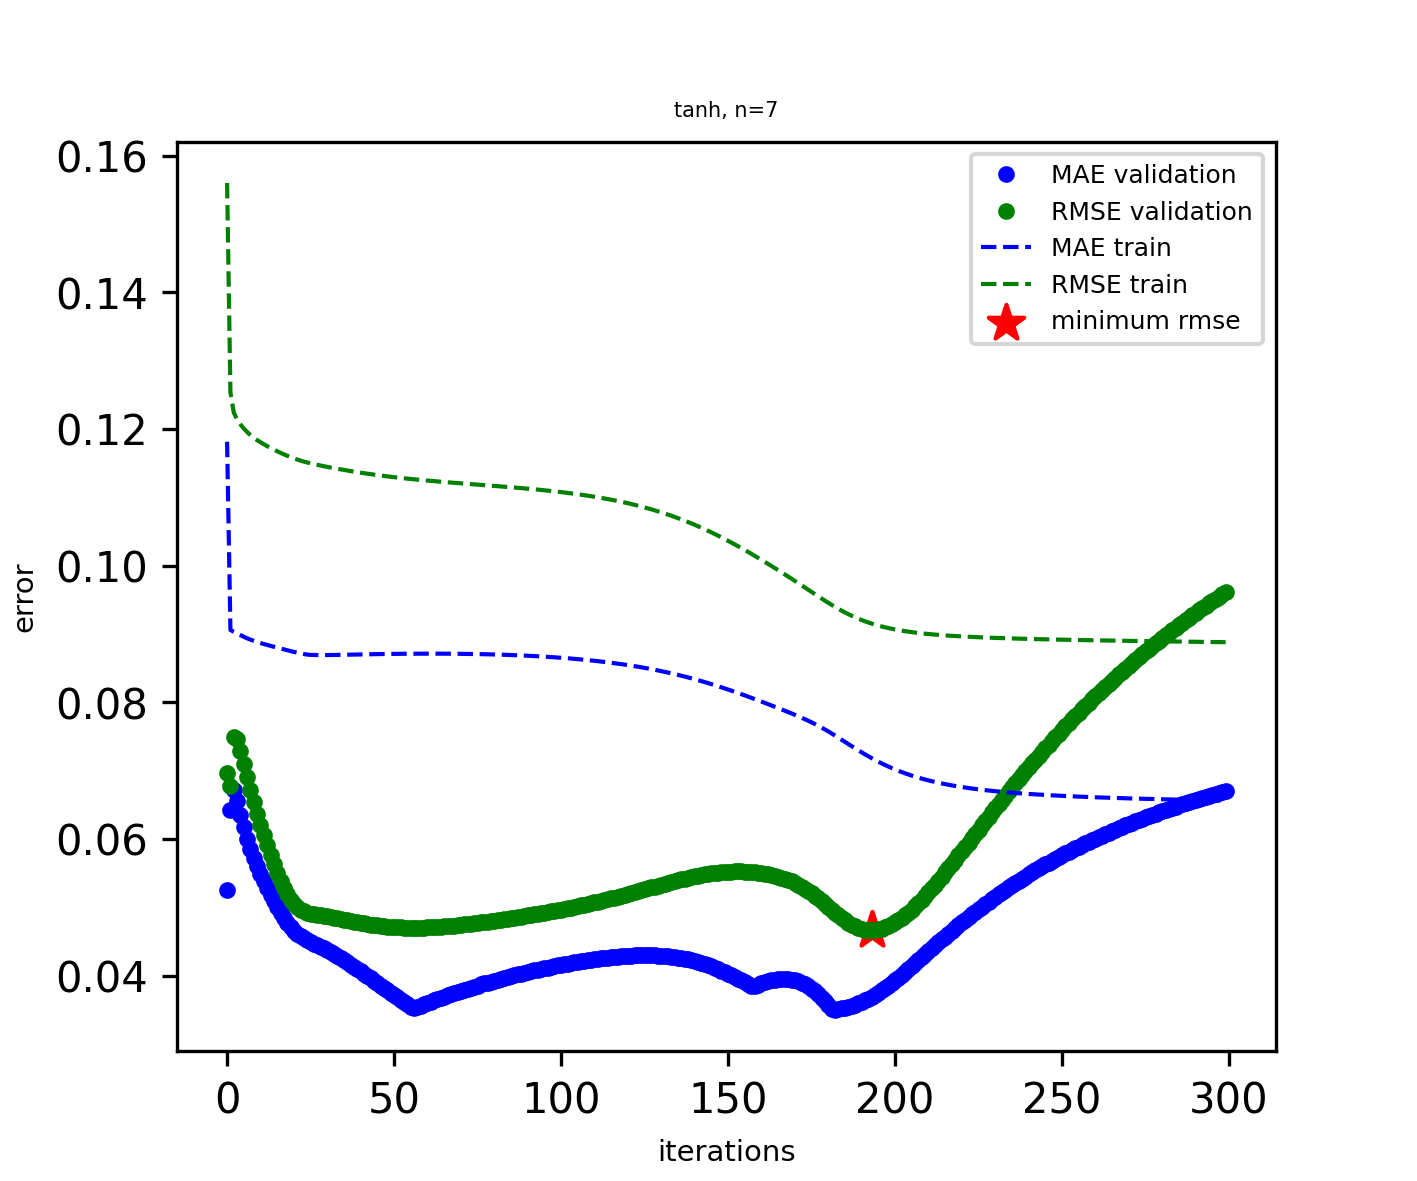 tanh, n=7
0.16
0.14
0.12
0.10
0.08
0.06
0.04
error
MAE validation
RMSE validation
MAE train
RMSE train
minimum rmse
0 50 100 150 200 250 300
iterations